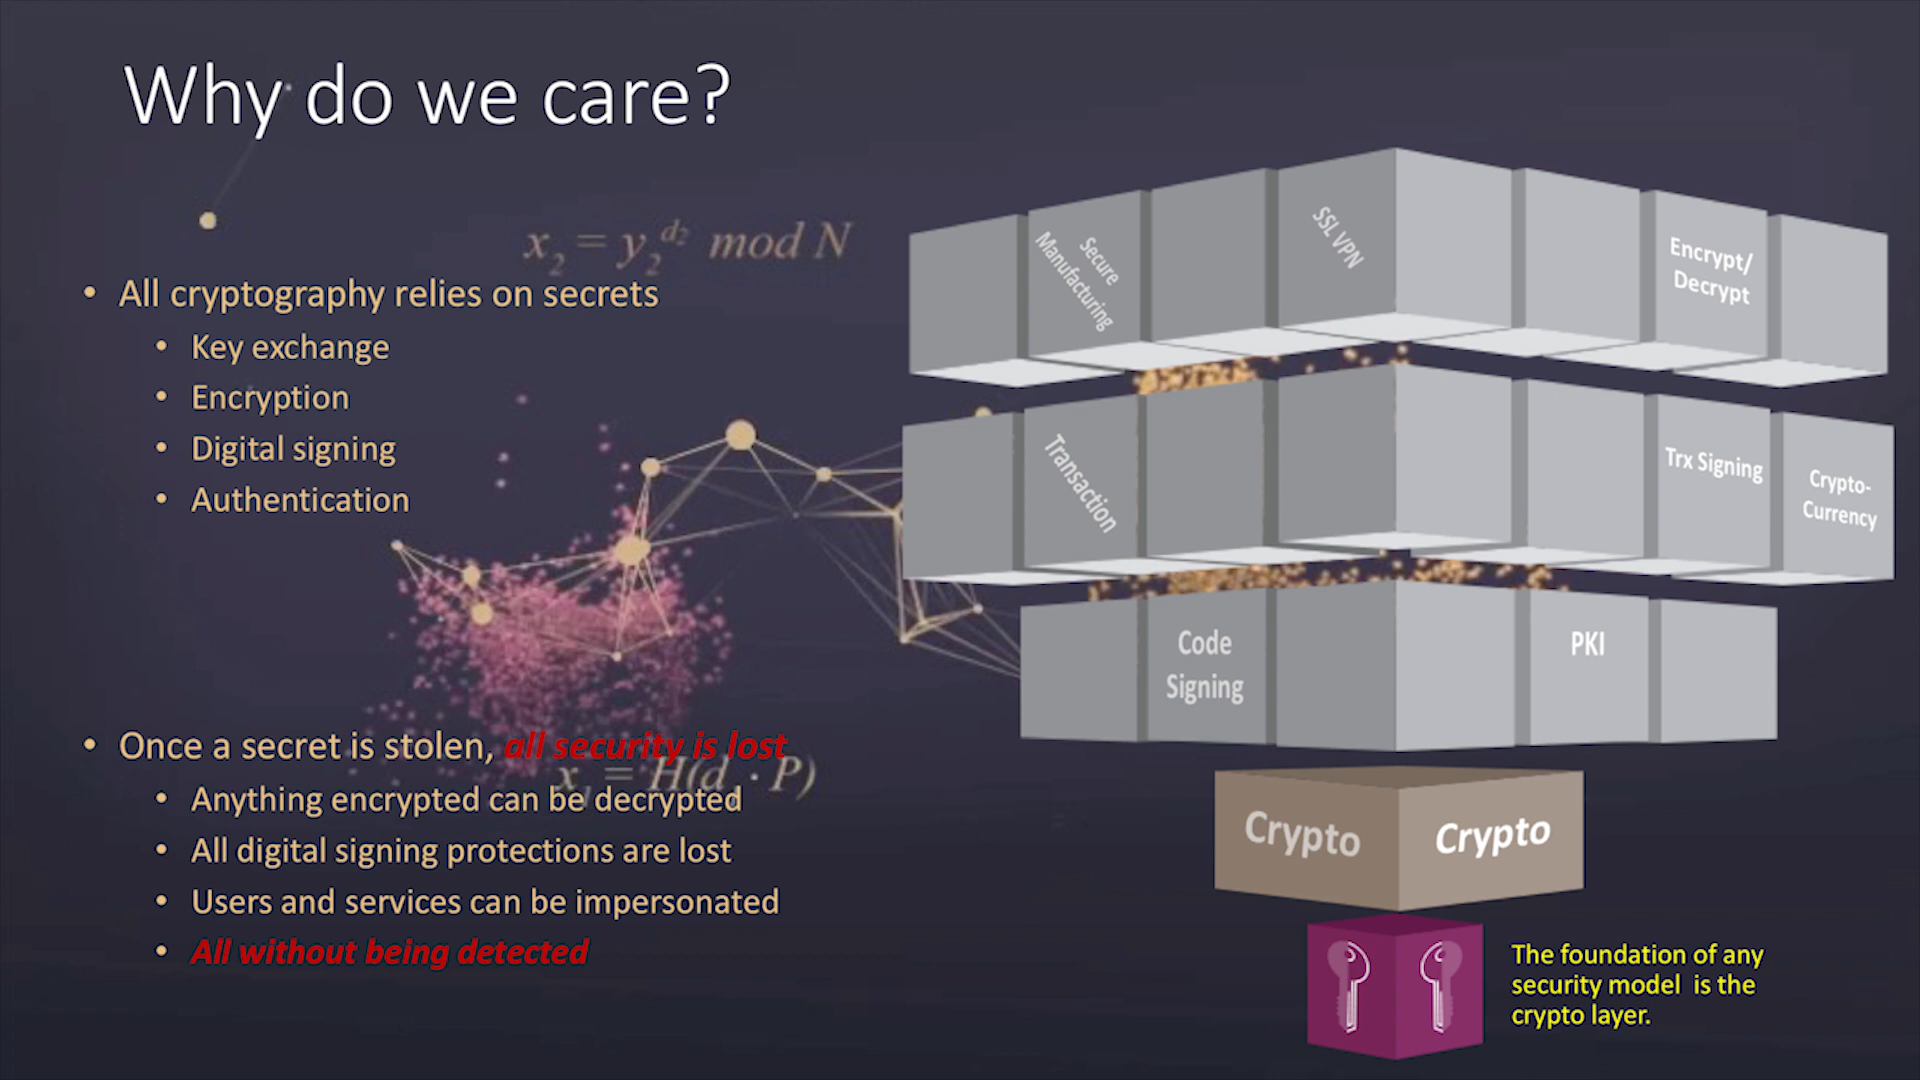 Why do we care?
x₂ = y₂^d₂ mod N
• All cryptography relies on secrets
• Key exchange
• Encryption
• Digital signing
• Authentication
• Once a secret is stolen, all security is lost
x₁ = H(d₁ · P)
• Anything encrypted can be decrypted
• All digital signing protections are lost
• Users and services can be impersonated
• All without being detected
Secure
Manufacturing
SSL VPN
Encrypt/
Decrypt
Transaction
Trx Signing
Crypto-
Currency
Code
Signing
PKI
Crypto
Crypto
The foundation of any
security model is the
crypto layer.